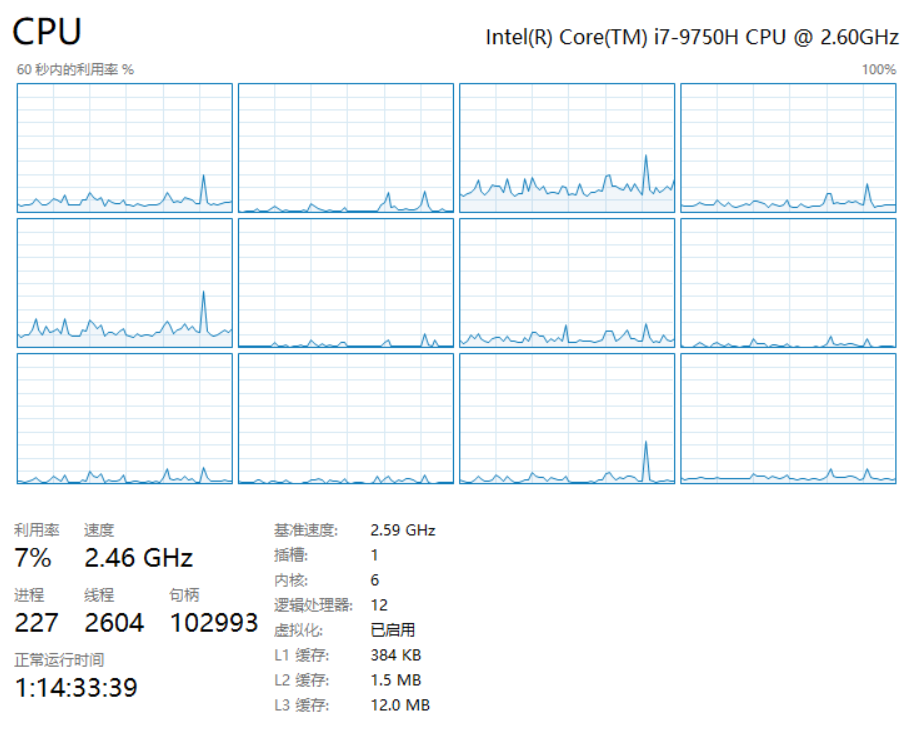 CPU
Intel(R) Core(TM) i7-9750H CPU @ 2.60GHz
60 秒内的利用率 %
100%
利用率 速度
7% 2.46 GHz
进程 线程 句柄
227 2604 102993
正常运行时间
1:14:33:39
基准速度: 2.59 GHz
插槽: 1
内核: 6
逻辑处理器: 12
虚拟化: 已启用
L1 缓存: 384 KB
L2 缓存: 1.5 MB
L3 缓存: 12.0 MB